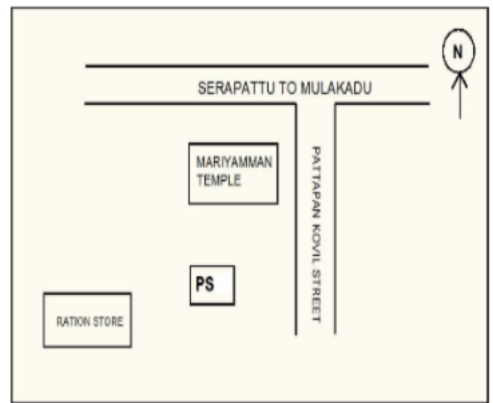 N
SERAPATTU TO MULAKADU
MARIYAMMAN
TEMPLE
PATTAPAN KOVIL STREET
PS
RATION STORE